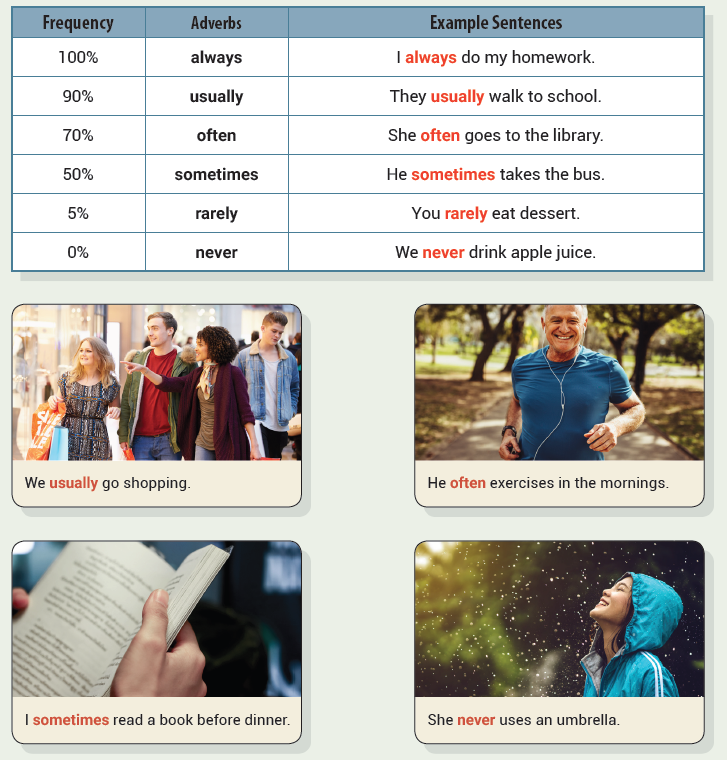 Frequency Adverbs Example Sentences
100% always I always do my homework.
90% usually They usually walk to school.
70% often She often goes to the library.
50% sometimes He sometimes takes the bus.
5% rarely You rarely eat dessert.
0% never We never drink apple juice.
We usually go shopping.
He often exercises in the mornings.
I sometimes read a book before dinner.
She never uses an umbrella.